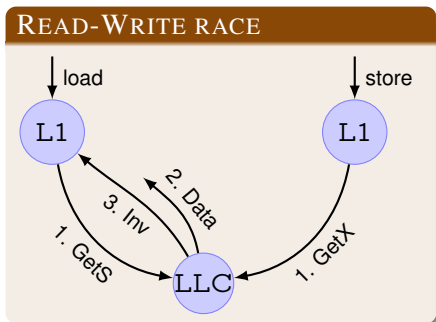 READ-WRITE RACE
load
store
L1
L1
2. Data
3. Inv
1. GetS
1. GetX
LLC